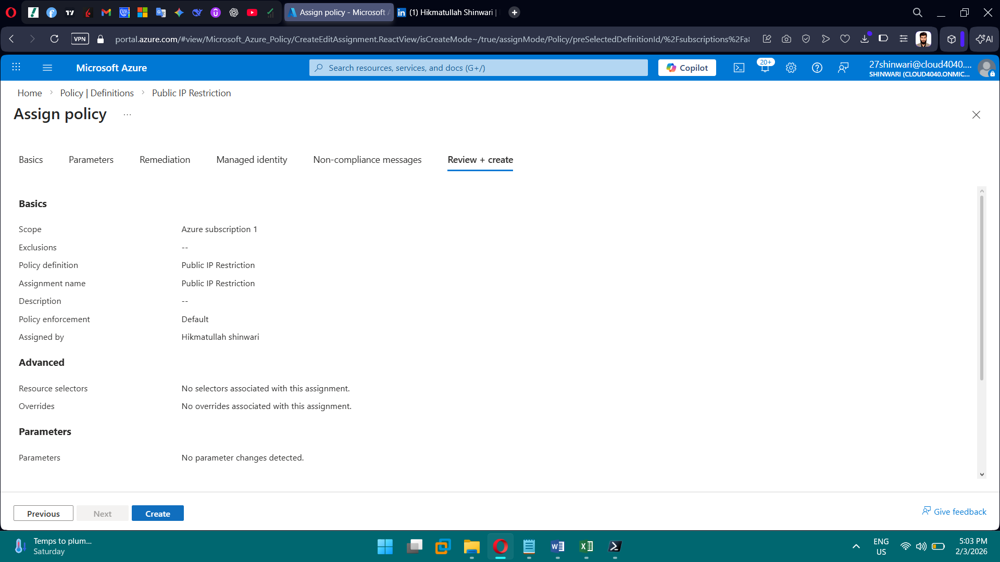 Assign policy - Microsoft A
(1) Hikmatullah Shinwari |
VPN
portal.azure.com/#view/Microsoft_Azure_Policy/CreateEditAssignment.ReactView/isCreateMode~/true/assignMode/Policy/preSelectedDefinitionId/%2Fsubscriptions%2Fa8
AI
Microsoft Azure
Search resources, services, and docs (G+/)
Copilot
20+
27shinwari@cloud4040....
SHINWARI (CLOUD4040.ONMIC...
Home > Policy | Definitions > Public IP Restriction
Assign policy ...
Basics
Parameters
Remediation
Managed identity
Non-compliance messages
Review + create
Basics
Scope Azure subscription 1
Exclusions --
Policy definition Public IP Restriction
Assignment name Public IP Restriction
Description --
Policy enforcement Default
Assigned by Hikmatullah shinwari
Advanced
Resource selectors No selectors associated with this assignment.
Overrides No overrides associated with this assignment.
Parameters
Parameters No parameter changes detected.
Previous
Next
Create
Give feedback
Temps to plum...
Saturday
ENG
US
5:03 PM
2/3/2026